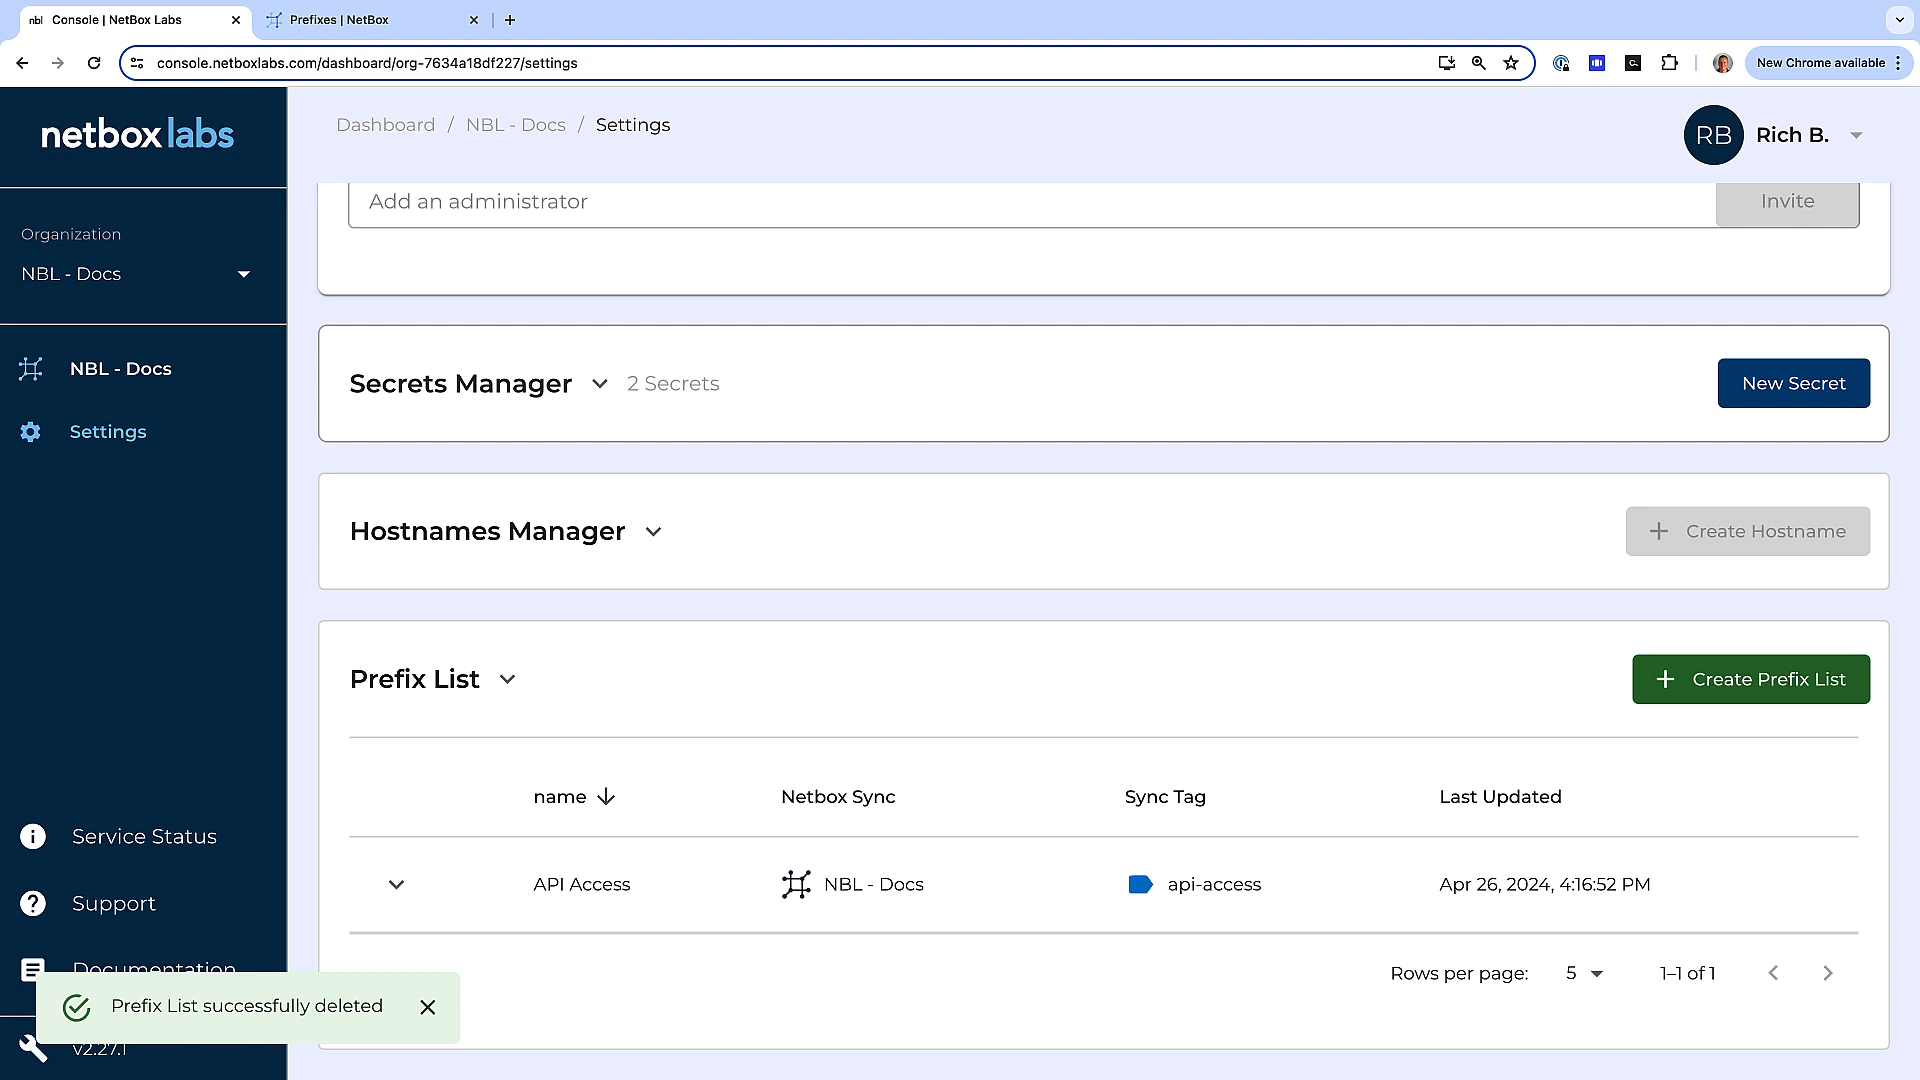 nbl Console | NetBox Labs
Prefixes | NetBox
console.netboxlabs.com/dashboard/org-7634a18df227/settings
New Chrome available
netbox labs
Dashboard / NBL - Docs / Settings
RB Rich B.
Organization
NBL - Docs
NBL - Docs
Settings
Service Status
Support
Documentation
v2.27.1
Add an administrator
Invite
Secrets Manager 2 Secrets
New Secret
Hostnames Manager
+ Create Hostname
Prefix List
+ Create Prefix List
name Netbox Sync Sync Tag Last Updated
API Access NBL - Docs api-access Apr 26, 2024, 4:16:52 PM
Rows per page: 5 1–1 of 1
Prefix List successfully deleted